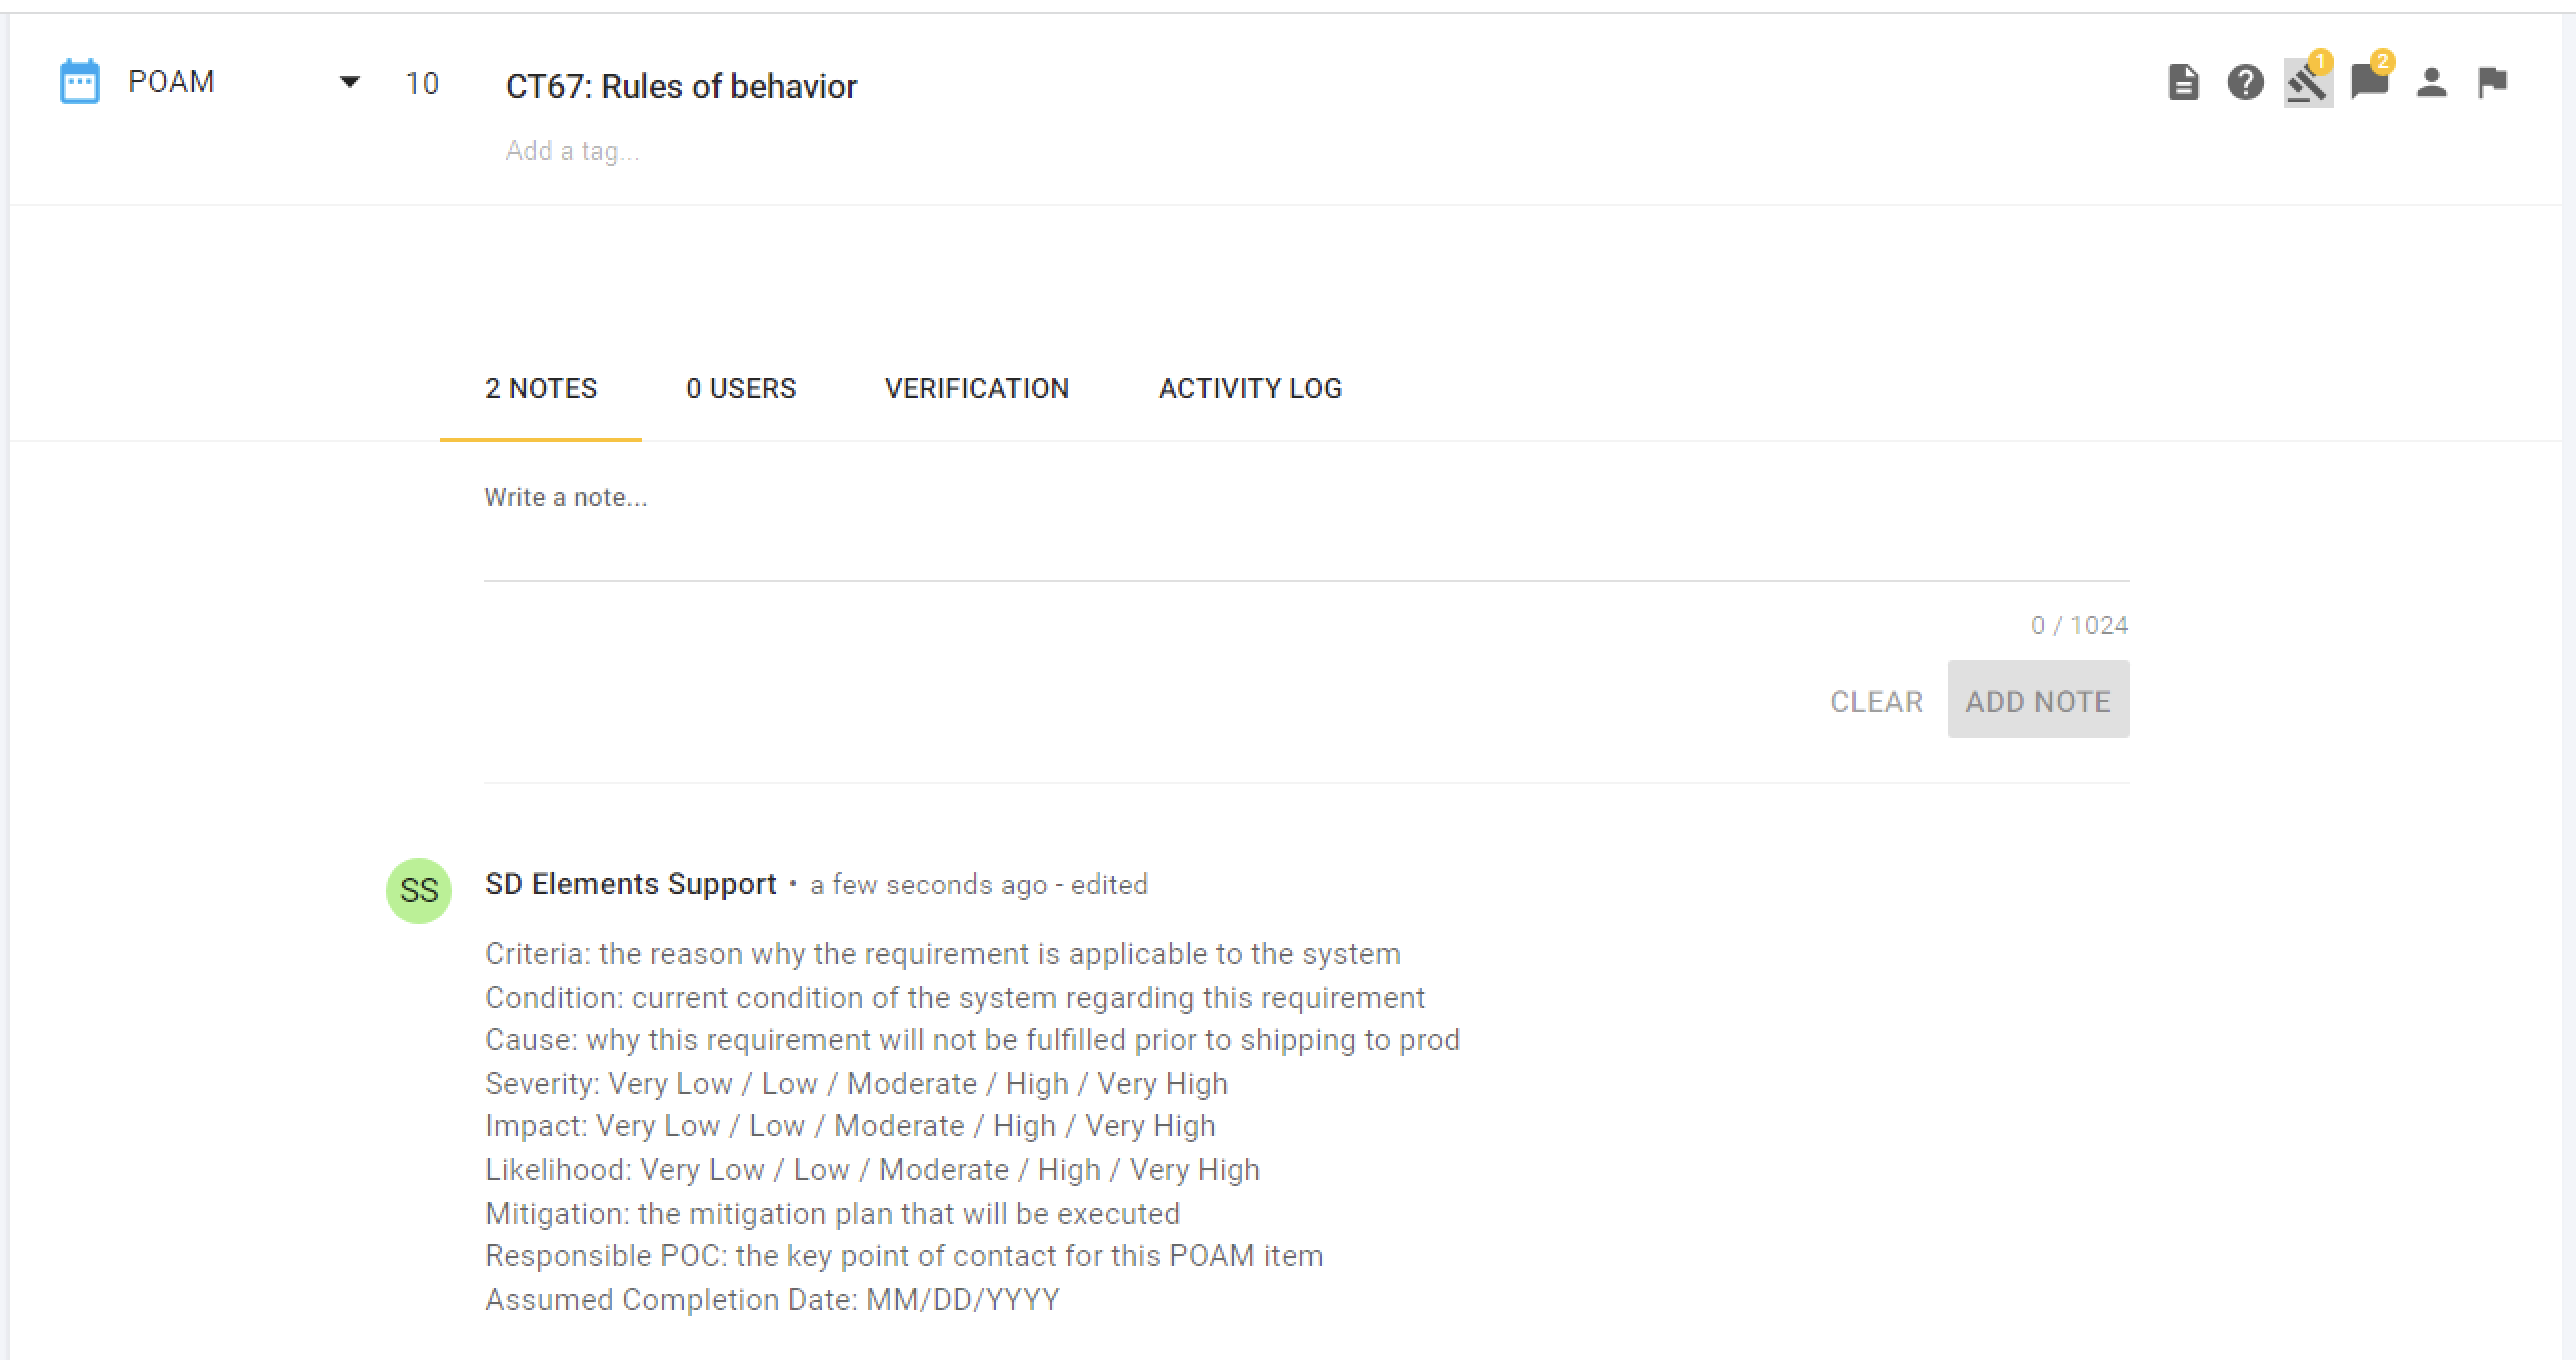 POAM 10 CT67: Rules of behavior 1 2
Add a tag...
2 NOTES 0 USERS VERIFICATION ACTIVITY LOG
Write a note...
0 / 1024
CLEAR ADD NOTE
SS SD Elements Support • a few seconds ago - edited
Criteria: the reason why the requirement is applicable to the system
Condition: current condition of the system regarding this requirement
Cause: why this requirement will not be fulfilled prior to shipping to prod
Severity: Very Low / Low / Moderate / High / Very High
Impact: Very Low / Low / Moderate / High / Very High
Likelihood: Very Low / Low / Moderate / High / Very High
Mitigation: the mitigation plan that will be executed
Responsible POC: the key point of contact for this POAM item
Assumed Completion Date: MM/DD/YYYY